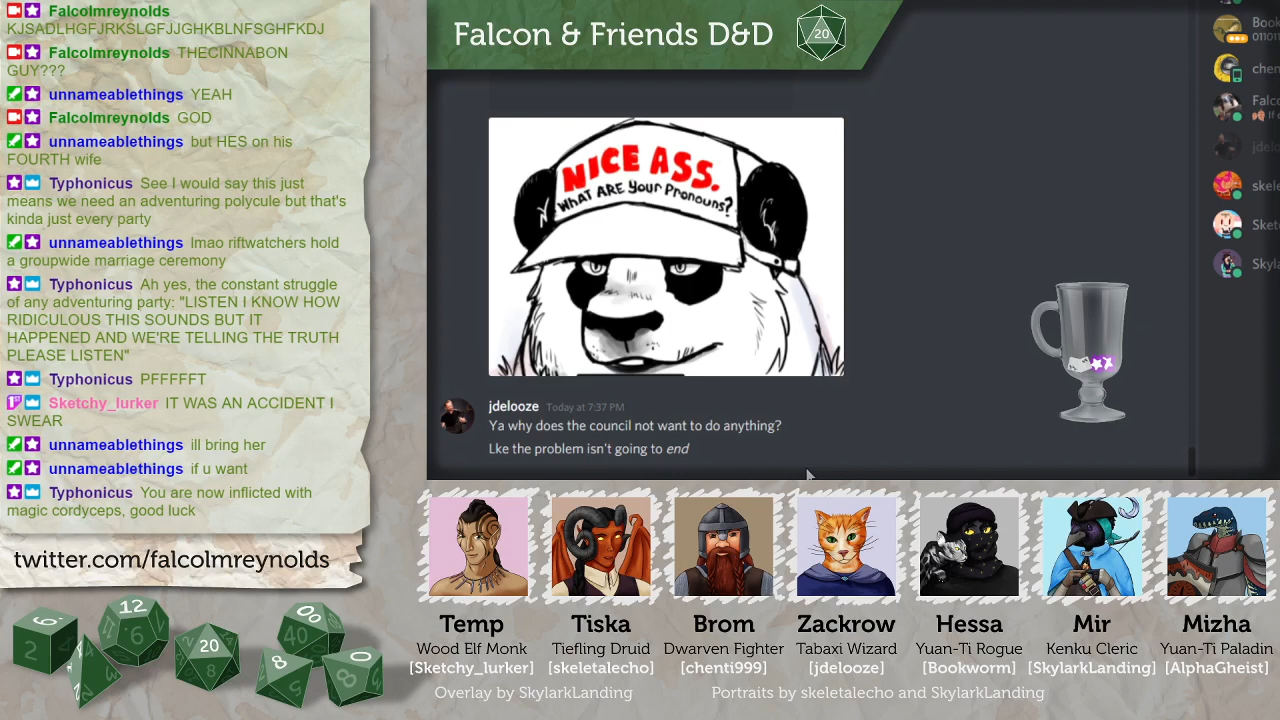 Falcolmreynolds
KJSADLHGFJRKSLGFJJGHKBLNFSGHFKDJ
Falcolmreynolds THECINNABON
GUY???
unnameablethings YEAH
Falcolmreynolds GOD
unnameablethings but HES on his
FOURTH wife
Typhonicus See I would say this just
means we need an adventuring polycule but that's
kinda just every party
unnameablethings lmao riftwatchers hold
a groupwide marriage ceremony
Typhonicus Ah yes, the constant struggle
of any adventuring party: "LISTEN I KNOW HOW
RIDICULOUS THIS SOUNDS BUT IT
HAPPENED AND WE'RE TELLING THE TRUTH
PLEASE LISTEN"
Typhonicus PFFFFFT
Sketchy_lurker IT WAS AN ACCIDENT I
SWEAR
unnameablethings ill bring her
unnameablethings if u want
Typhonicus You are now inflicted with
magic cordyceps, good luck
twitter.com/falcolmreynolds
Falcon & Friends D&D
20
NICE ASS.
WHAT ARE Your Pronouns?
jdelooze Today at 7:37 PM
Ya why does the council not want to do anything?
Lke the problem isn't going to end
Book
chen
Falc
jdelo
skele
Sket
Skyla
Temp
Wood Elf Monk
[Sketchy_lurker]
Tiska
Tiefling Druid
[skeletalecho]
Brom
Dwarven Fighter
[chenti999]
Zackrow
Tabaxi Wizard
[jdelooze]
Hessa
Yuan-Ti Rogue
[Bookworm]
Mir
Kenku Cleric
[SkylarkLanding]
Mizha
Yuan-Ti Paladin
[AlphaGheist]
Overlay by SkylarkLanding
Portraits by skeletalecho and SkylarkLanding